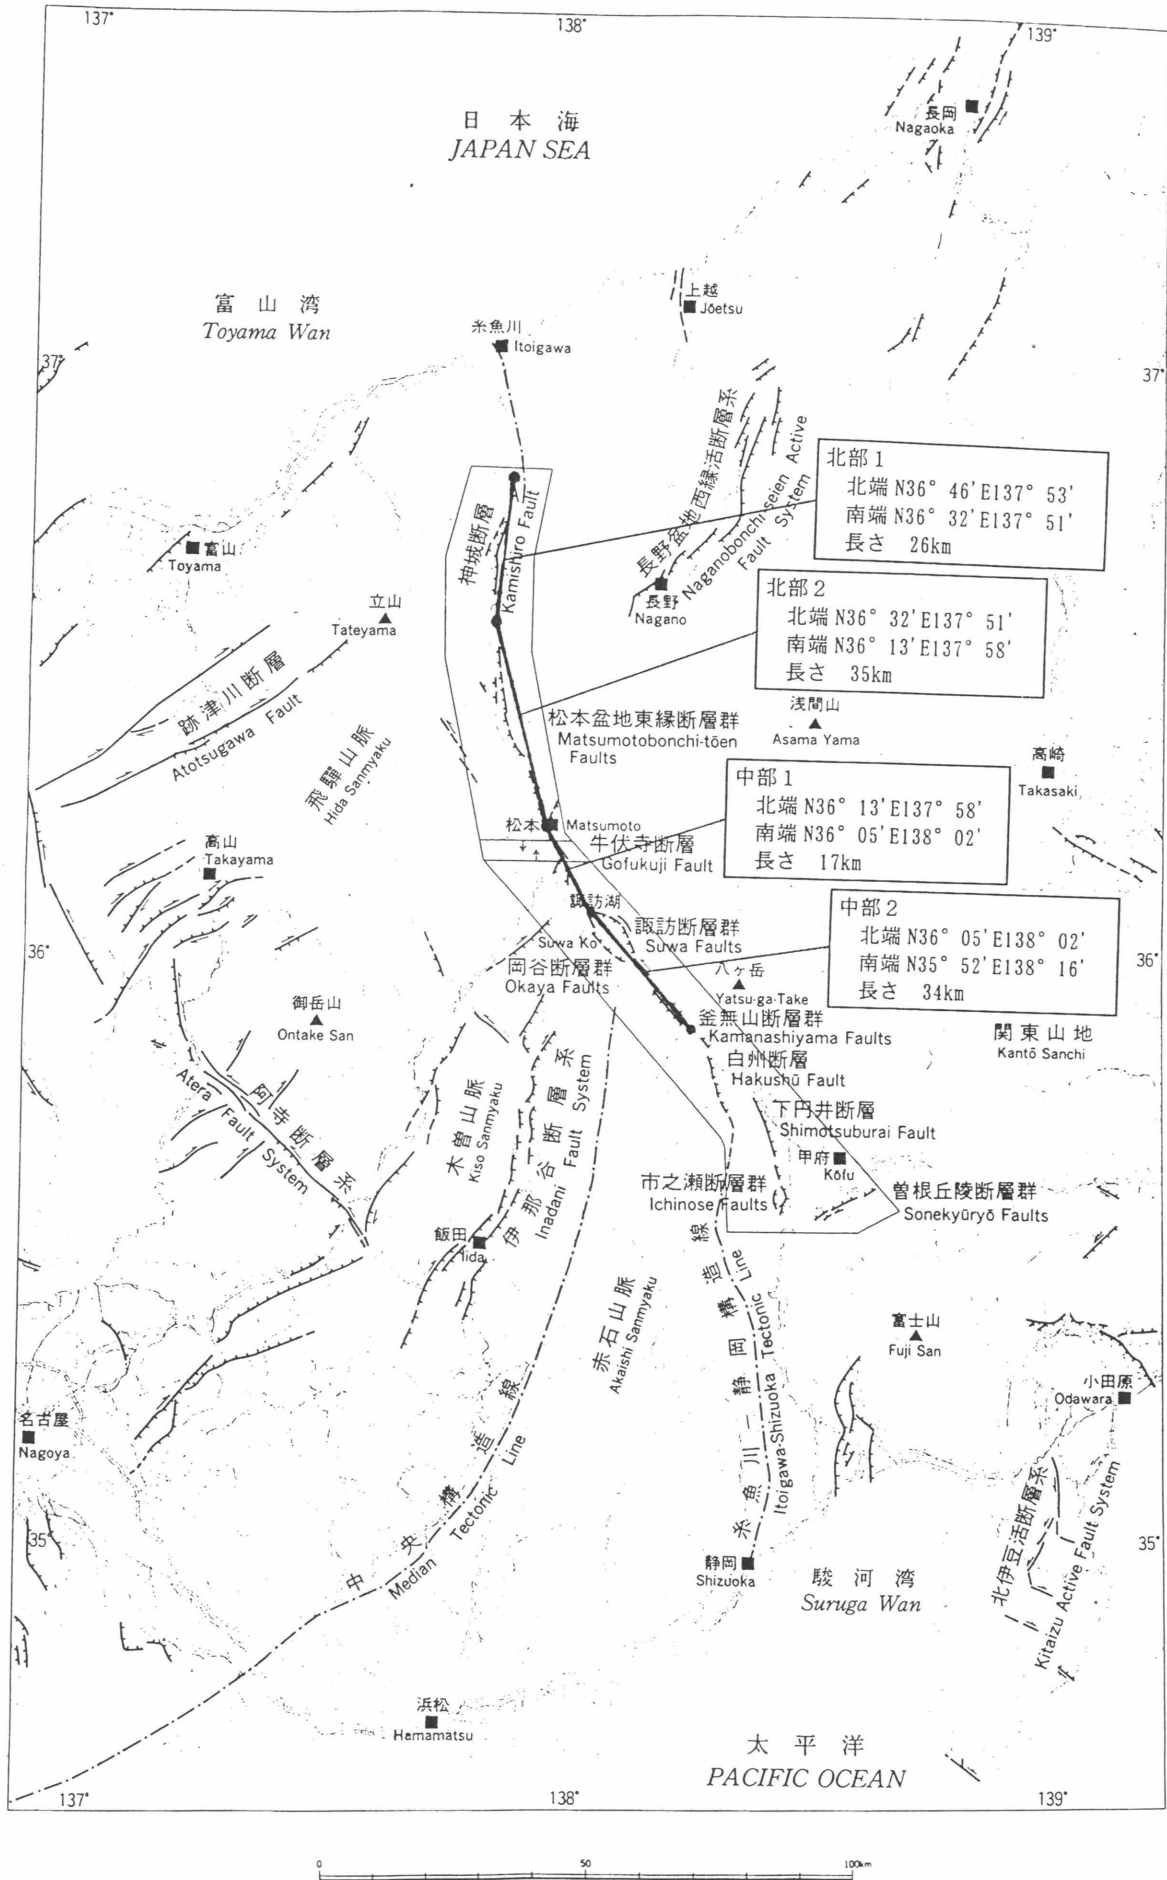 137°
138°
139°
日本海
JAPAN SEA
長岡
Nagaoka
富山湾
Toyama Wan
上越
Jōetsu
糸魚川
Itoigawa
37°
37°
長野盆地西縁活断層系
Naganobonchi-seien Active
Fault System
北部1
北端 N36° 46' E137° 53'
南端 N36° 32' E137° 51'
長さ 26km
神城断層
Kamishiro Fault
富山
Toyama
長野
Nagano
立山
Tateyama
北部2
北端 N36° 32' E137° 51'
南端 N36° 13' E137° 58'
長さ 35km
跡津川断層
Atotsugawa Fault
飛驒山脈
Hida Sanmyaku
松本盆地東縁断層群
Matsumotobonchi-tōen
Faults
浅間山
Asama Yama
高崎
Takasaki
中部1
北端 N36° 13' E137° 58'
南端 N36° 05' E138° 02'
長さ 17km
松本
Matsumoto
高山
Takayama
牛伏寺断層
Gofukuji Fault
諏訪湖
Suwa Ko
諏訪断層群
Suwa Faults
中部2
北端 N36° 05' E138° 02'
南端 N35° 52' E138° 16'
長さ 34km
36°
36°
岡谷断層群
Okaya Faults
八ヶ岳
Yatsu-ga-Take
御岳山
Ontake San
釜無山断層群
Kamanashiyama Faults
関東山地
Kantō Sanchi
白州断層
Hakushū Fault
阿寺断層系
Atera Fault System
木曽山脈
Kiso Sanmyaku
伊那谷断層系
Inadani Fault System
下円井断層
Shimotsuburai Fault
甲府
Kōfu
市之瀬断層群
Ichinose Faults
曽根丘陵断層群
Sonekyūryō Faults
飯田
Iida
赤石山脈
Akaishi Sanmyaku
富士山
Fuji San
小田原
Odawara
名古屋
Nagoya
糸魚川－静岡構造線
Itoigawa-Shizuoka Tectonic Line
中央構造線
Median Tectonic Line
35°
35°
静岡
Shizuoka
駿河湾
Suruga Wan
北伊豆活断層系
Kitaizu Active Fault System
浜松
Hamamatsu
太平洋
PACIFIC OCEAN
137°
138°
139°
0
50
100km